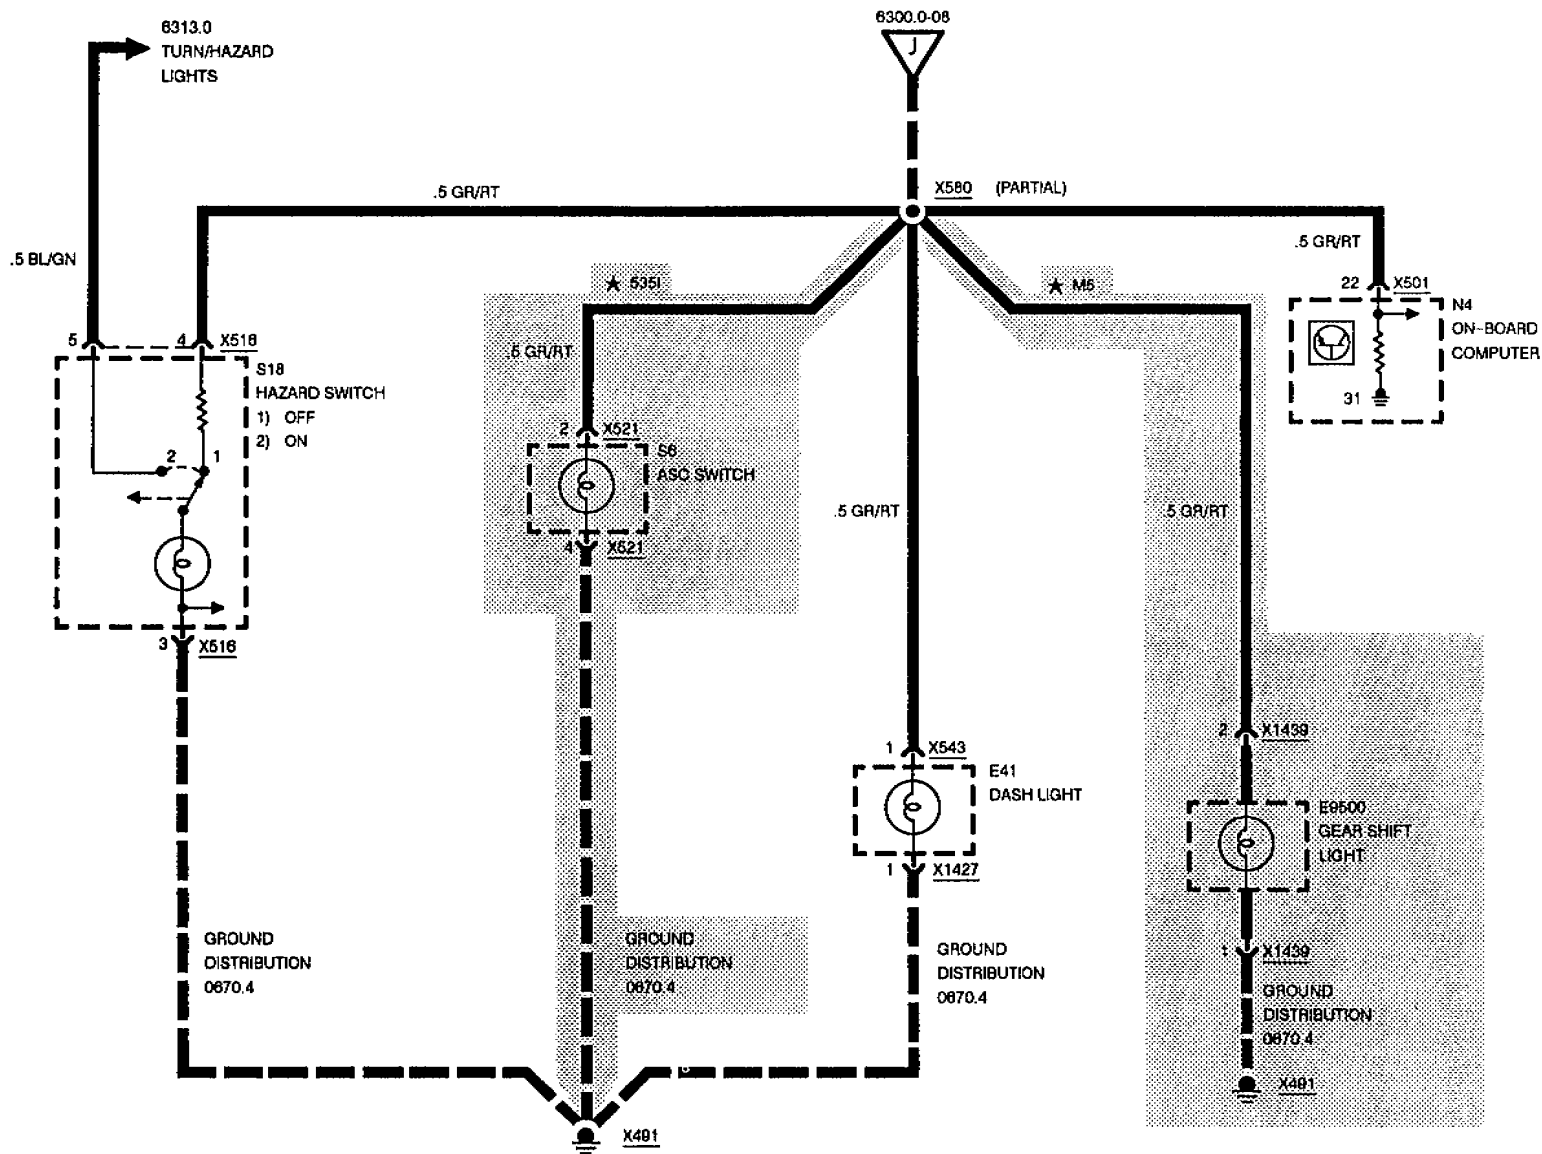 6313.0
TURN/HAZARD
LIGHTS
6300.0-08
J
X580 (PARTIAL)
.5 GR/RT
.5 BL/GN
.5 GR/RT
★ 535I
★ M5
22 X501
N4
ON-BOARD
COMPUTER
31
5 4 X518
S18
HAZARD SWITCH
1) OFF
2) ON
2 1
3 X516
.5 GR/RT
2 X521
S6
ASC SWITCH
4 X521
.5 GR/RT
.5 GR/RT
1 X543
E41
DASH LIGHT
1 X1427
2 X1439
E9500
GEAR SHIFT
LIGHT
1 X1439
GROUND
DISTRIBUTION
0670.4
GROUND
DISTRIBUTION
0670.4
GROUND
DISTRIBUTION
0670.4
GROUND
DISTRIBUTION
0670.4
X491
X491